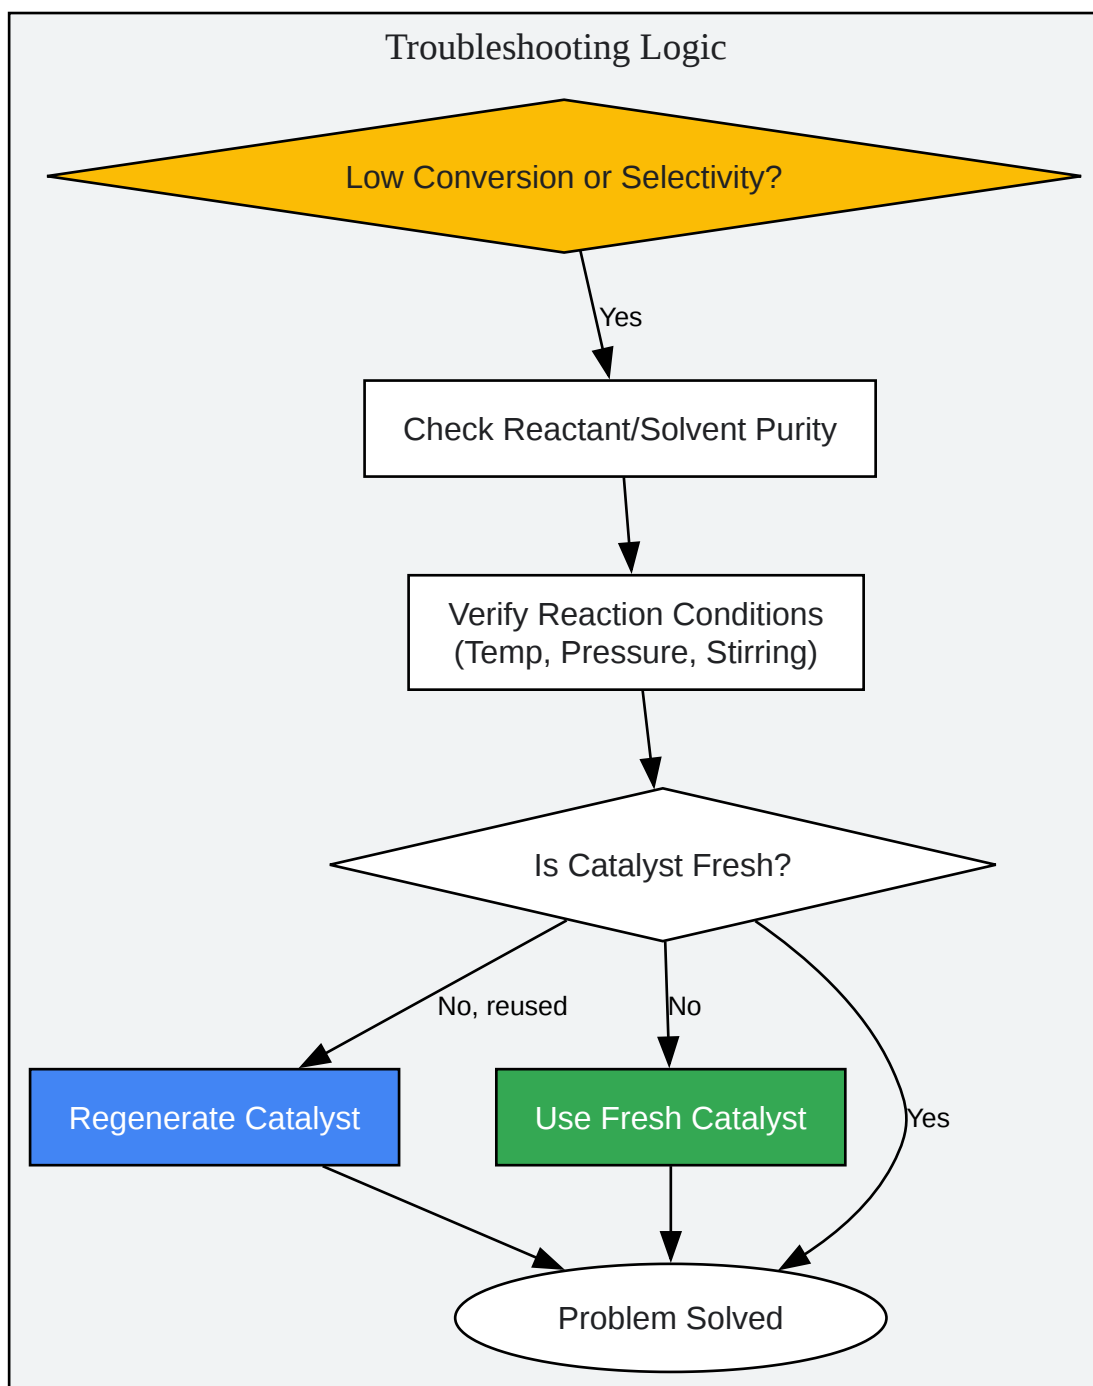 Troubleshooting Logic
Low Conversion or Selectivity?
Yes
Check Reactant/Solvent Purity
Verify Reaction Conditions
(Temp, Pressure, Stirring)
Is Catalyst Fresh?
No, reused
No
Yes
Regenerate Catalyst
Use Fresh Catalyst
Problem Solved